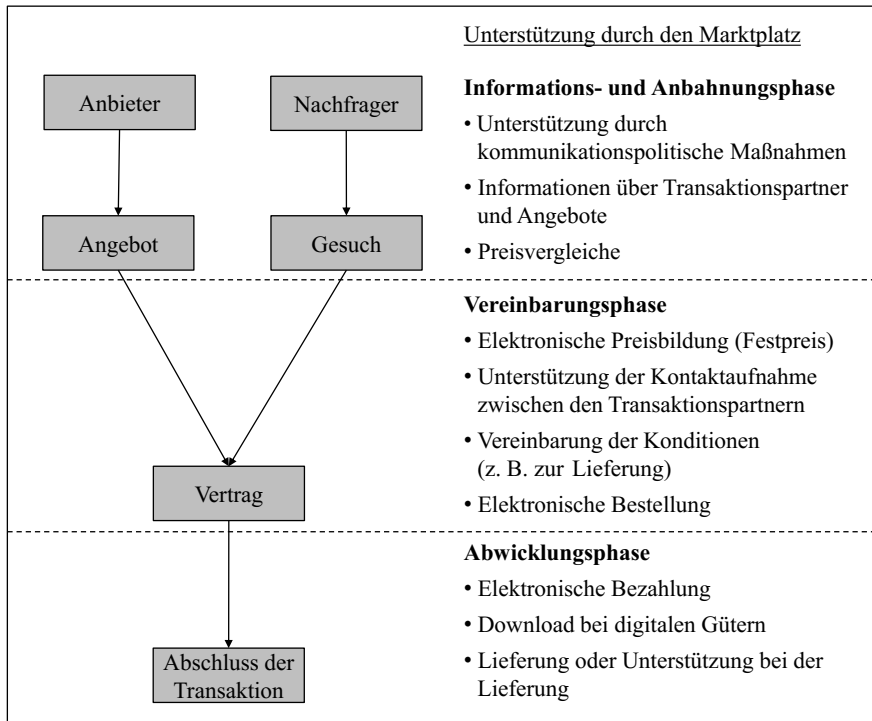 Unterstützung durch den Marktplatz
Anbieter
Nachfrager
Informations- und Anbahnungsphase
• Unterstützung durch
kommunikationspolitische Maßnahmen
• Informationen über Transaktionspartner
und Angebote
• Preisvergleiche
Angebot
Gesuch
Vereinbarungsphase
• Elektronische Preisbildung (Festpreis)
• Unterstützung der Kontaktaufnahme
zwischen den Transaktionspartnern
• Vereinbarung der Konditionen
(z. B. zur Lieferung)
• Elektronische Bestellung
Vertrag
Abwicklungsphase
• Elektronische Bezahlung
• Download bei digitalen Gütern
• Lieferung oder Unterstützung bei der
Lieferung
Abschluss der
Transaktion